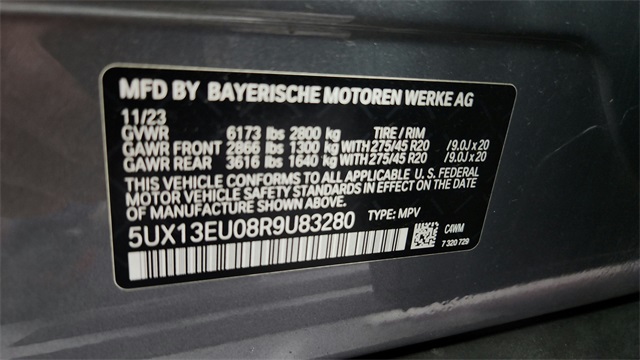 MFD BY BAYERISCHE MOTOREN WERKE AG
11/23
GVWR 6173 lbs 2800 kg TIRE / RIM
GAWR FRONT 2866 lbs 1300 kg WITH 275/45 R20 / 9.0J x 20
GAWR REAR 3616 lbs 1640 kg WITH 275/45 R20 / 9.0J x 20
THIS VEHICLE CONFORMS TO ALL APPLICABLE U. S. FEDERAL
MOTOR VEHICLE SAFETY STANDARDS IN EFFECT ON THE DATE
OF MANUFACTURE SHOWN ABOVE.
5UX13EU08R9U83280 TYPE: MPV
C4WM
7 320 729